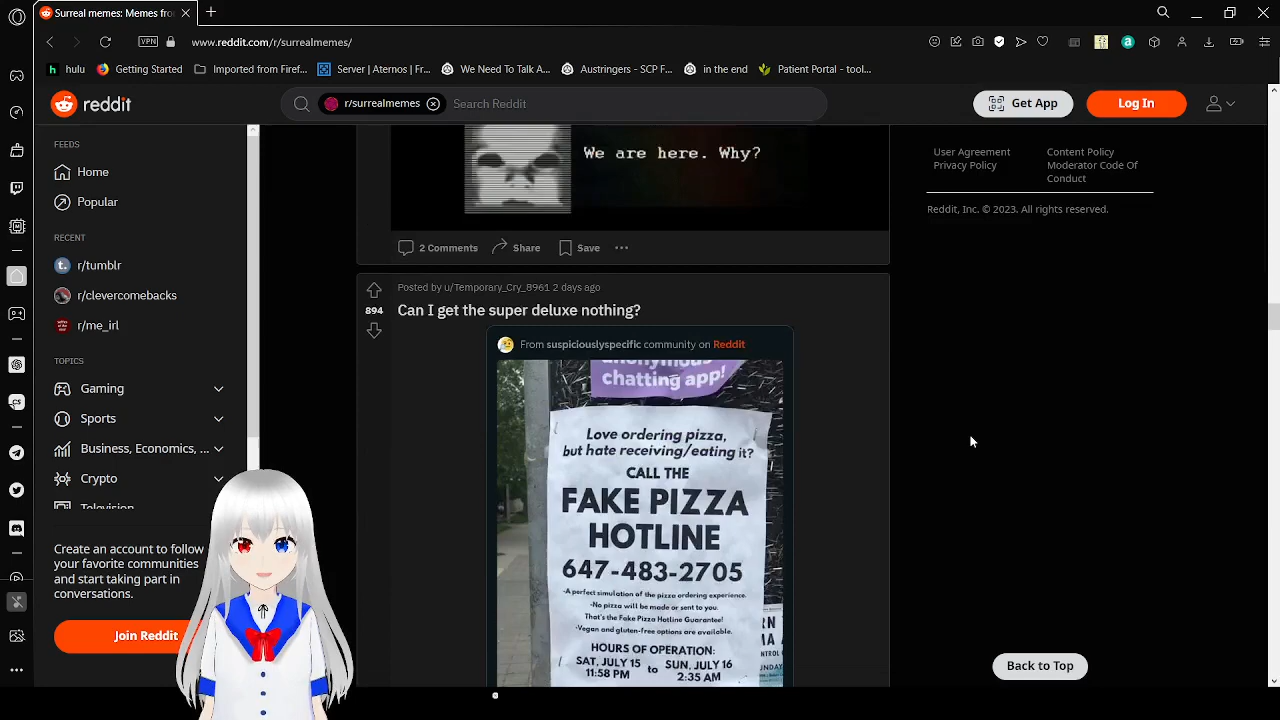 Surreal memes: Memes fro
VPN
www.reddit.com/r/surrealmemes/
hulu
Getting Started
Imported from Firef...
Server | Aternos | Fr...
We Need To Talk A...
Austringers - SCP F...
in the end
Patient Portal - tool...
reddit
r/surrealmemes
Search Reddit
Get App
Log In
FEEDS
Home
Popular
RECENT
r/tumblr
r/clevercomebacks
r/me_irl
TOPICS
Gaming
Sports
Business, Economics, ...
Crypto
Television
Create an account to follow
your favorite communities
and start taking part in
conversations.
Join Reddit
We are here. Why?
2 Comments
Share
Save
Posted by u/Temporary_Cry_8961 2 days ago
894
Can I get the super deluxe nothing?
From suspiciouslyspecific community on Reddit
anonymous
chatting app!
Love ordering pizza,
but hate receiving/eating it?
CALL THE
FAKE PIZZA
HOTLINE
647-483-2705
-A perfect simulation of the pizza ordering experience.
-No pizza will be made or sent to you.
That's the Fake Pizza Hotline Guarantee!
-Vegan and gluten-free options are available.
HOURS OF OPERATION:
SAT, JULY 15 to SUN, JULY 16
11:58 PM 2:35 AM
User Agreement
Privacy Policy
Content Policy
Moderator Code Of
Conduct
Reddit, Inc. © 2023. All rights reserved.
Back to Top